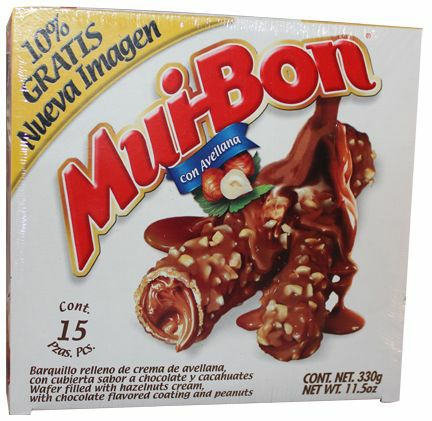 10%
GRATIS
Nueva Imagen
Mui-Bon®
con Avellana
Cont.
15
Pzas. Pcs.
Barquillo relleno de crema de avellana,
con cubierta sabor a chocolate y cacahuates
Wafer filled with hazelnuts cream,
with chocolate flavored coating and peanuts
CONT. NET. 330g
NET WT. 11.5oz